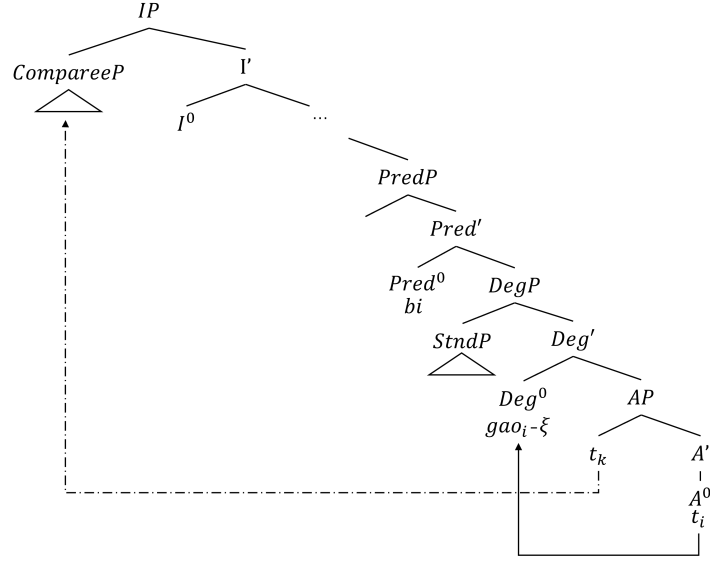 IP
CompareeP I'
I⁰ ...
PredP
Pred'
Pred⁰ DegP
bi
StndP Deg'
Deg⁰ AP
gaoᵢ-ξ
tₖ A'
A⁰
tᵢ